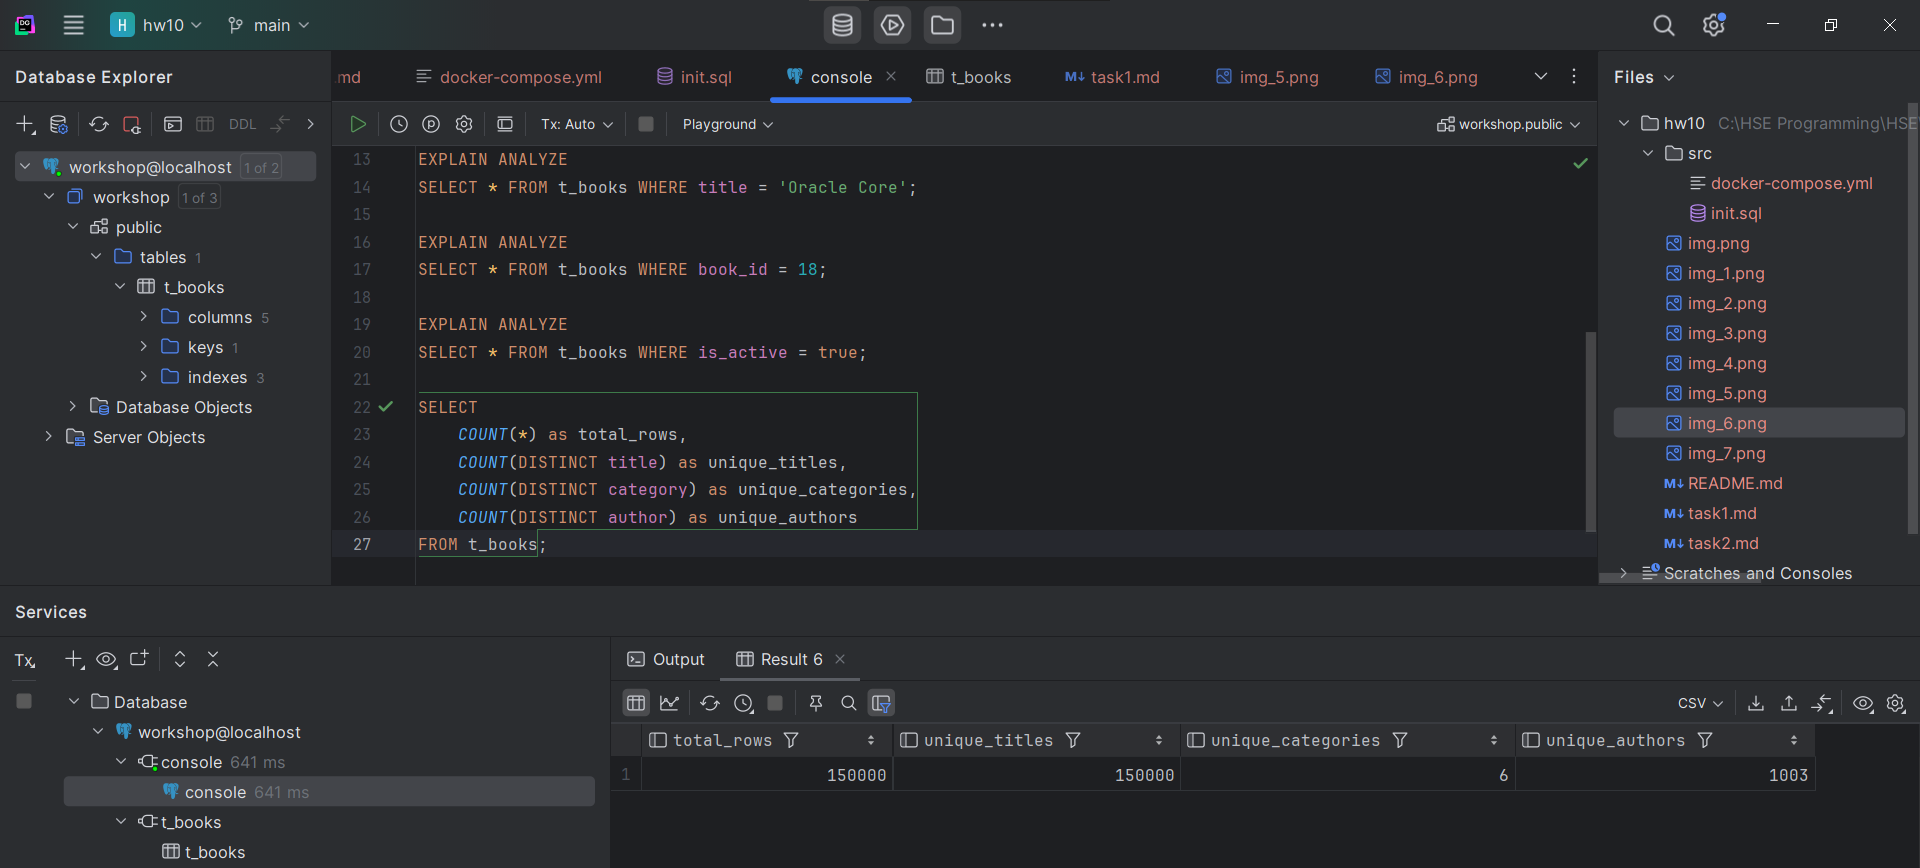 DG H hw10 main
Database Explorer
DDL
workshop@localhost 1 of 2
workshop 1 of 3
public
tables 1
t_books
columns 5
keys 1
indexes 3
Database Objects
Server Objects
.md docker-compose.yml init.sql console t_books M↓ task1.md img_5.png img_6.png
Tx: Auto Playground workshop.public
13 EXPLAIN ANALYZE
14 SELECT * FROM t_books WHERE title = 'Oracle Core';
15
16 EXPLAIN ANALYZE
17 SELECT * FROM t_books WHERE book_id = 18;
18
19 EXPLAIN ANALYZE
20 SELECT * FROM t_books WHERE is_active = true;
21
22 SELECT
23 COUNT(*) as total_rows,
24 COUNT(DISTINCT title) as unique_titles,
25 COUNT(DISTINCT category) as unique_categories,
26 COUNT(DISTINCT author) as unique_authors
27 FROM t_books;
Files
hw10 C:\HSE Programming\HSE
src
docker-compose.yml
init.sql
img.png
img_1.png
img_2.png
img_3.png
img_4.png
img_5.png
img_6.png
img_7.png
M↓ README.md
M↓ task1.md
M↓ task2.md
Scratches and Consoles
Services
Tx
Database
workshop@localhost
console 641 ms
console 641 ms
t_books
t_books
Output Result 6
CSV
total_rows unique_titles unique_categories unique_authors
1 150000 150000 6 1003